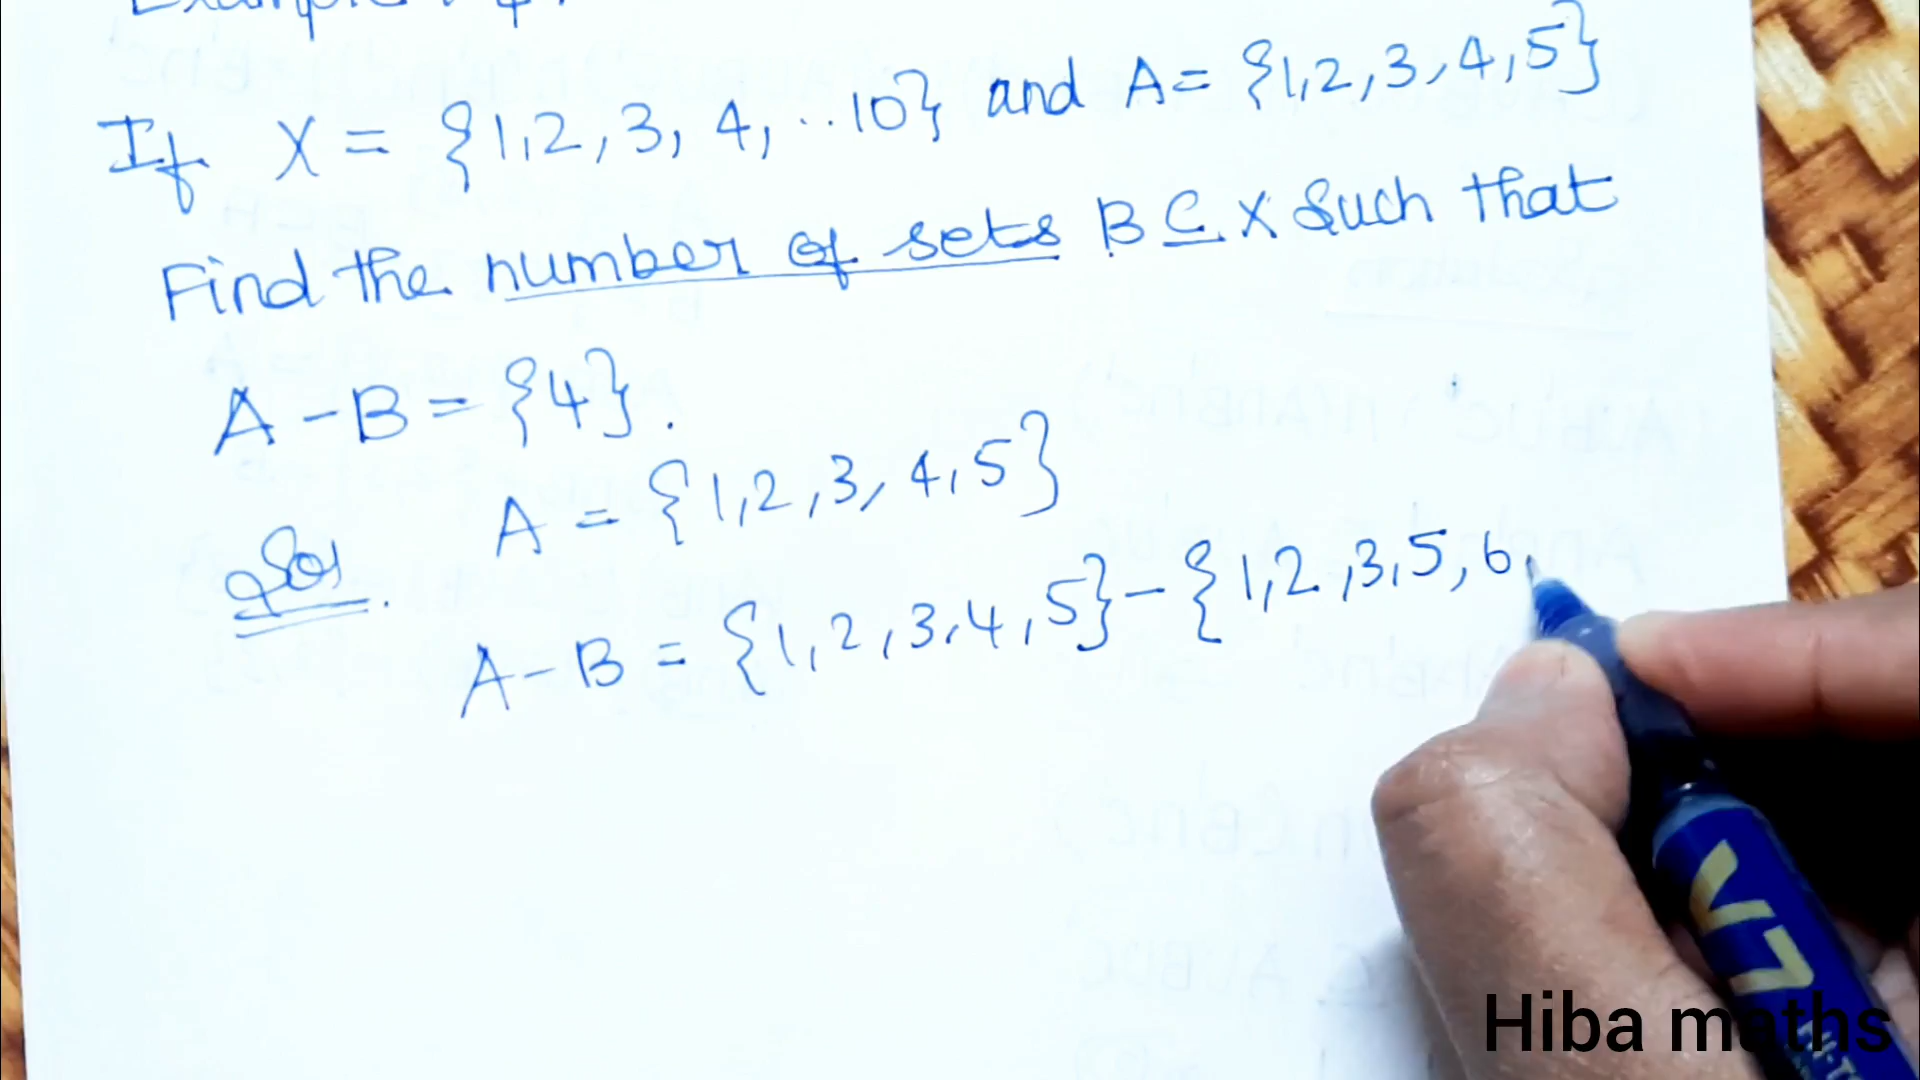 If X = {1,2,3, 4, ..10} and A= {1,2,3,4,5}
Find the number of sets B ⊆ X such that
A - B = {4}.
Sol. A = {1,2,3,4,5}
A - B = {1,2,3,4,5} - {1,2,3,5,6,
V7
Hiba maths